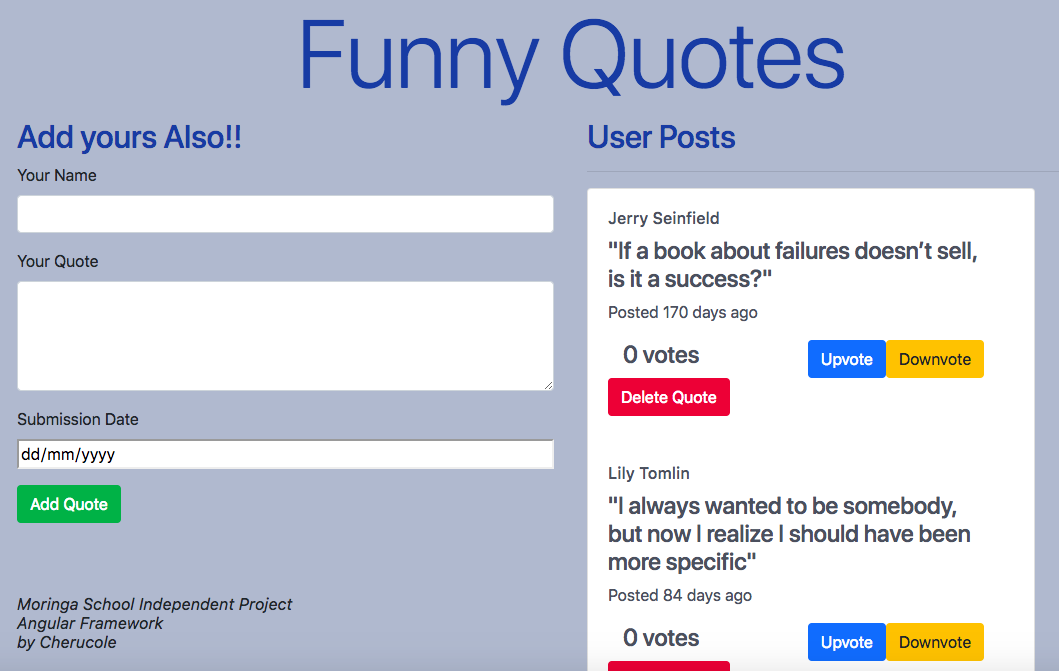 Funny Quotes
Add yours Also!!
Your Name
Your Quote
Submission Date
dd/mm/yyyy
Add Quote
Moringa School Independent Project
Angular Framework
by Cherucole
User Posts
Jerry Seinfield
"If a book about failures doesn’t sell,
is it a success?"
Posted 170 days ago
0 votes
Upvote
Downvote
Delete Quote
Lily Tomlin
"I always wanted to be somebody,
but now I realize I should have been
more specific"
Posted 84 days ago
0 votes
Upvote
Downvote